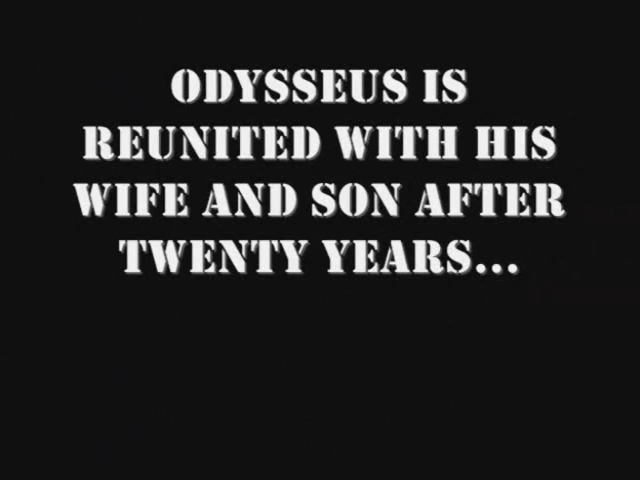 ODYSSEUS IS
REUNITED WITH HIS
WIFE AND SON AFTER
TWENTY YEARS...